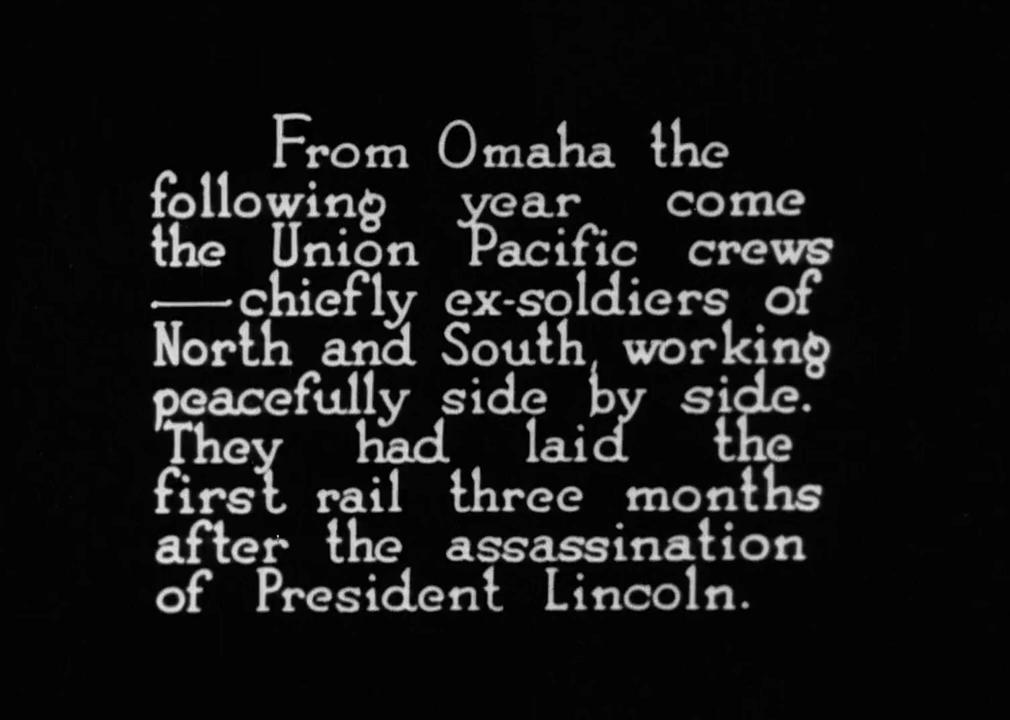 From Omaha the
following year come
the Union Pacific crews
—chiefly ex-soldiers of
North and South, working
peacefully side by side.
They had laid the
first rail three months
after the assassination
of President Lincoln.